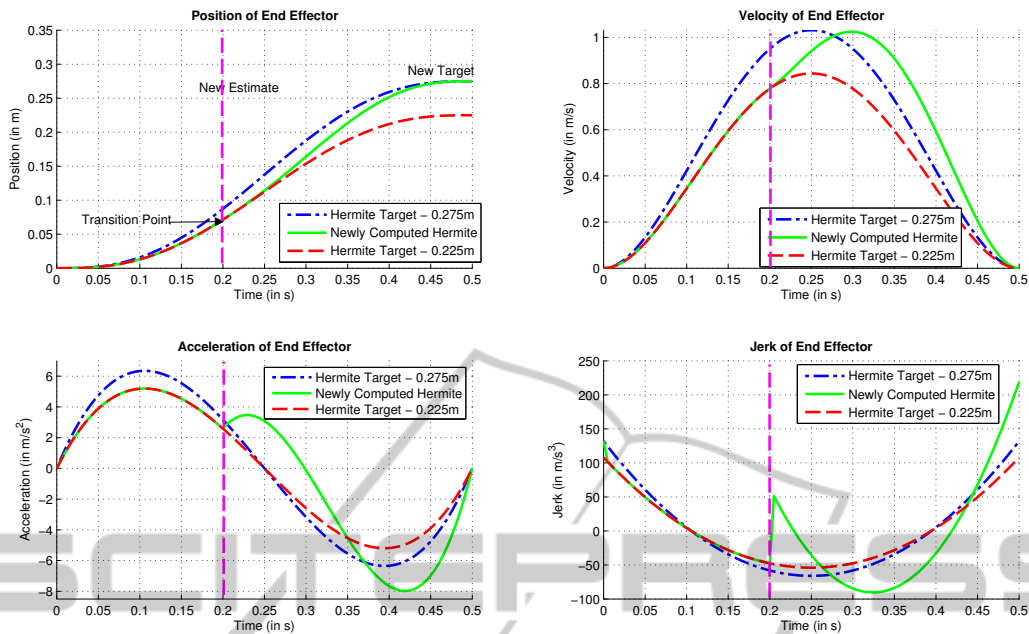 Position of End Effector
0.35
0.3
0.25
0.2
0.15
0.1
0.05
0
Position (in m)
New Estimate
New Target
Transition Point
Hermite Target − 0.275m
Newly Computed Hermite
Hermite Target − 0.225m
0 0.05 0.1 0.15 0.2 0.25 0.3 0.35 0.4 0.45 0.5
Time (in s)
Velocity of End Effector
1
0.8
0.6
0.4
0.2
0
Velocity (in m/s)
Hermite Target − 0.275m
Newly Computed Hermite
Hermite Target − 0.225m
0 0.05 0.1 0.15 0.2 0.25 0.3 0.35 0.4 0.45 0.5
Time (in s)
Acceleration of End Effector
6
4
2
0
−2
−4
−6
−8
Acceleration (in m/s²)
Hermite Target − 0.275m
Newly Computed Hermite
Hermite Target − 0.225m
0 0.05 0.1 0.15 0.2 0.25 0.3 0.35 0.4 0.45 0.5
Time (in s)
Jerk of End Effector
250
200
150
100
50
0
−50
−100
Jerk (in m/s³)
Hermite Target − 0.275m
Newly Computed Hermite
Hermite Target − 0.225m
0 0.05 0.1 0.15 0.2 0.25 0.3 0.35 0.4 0.45 0.5
Time (in s)